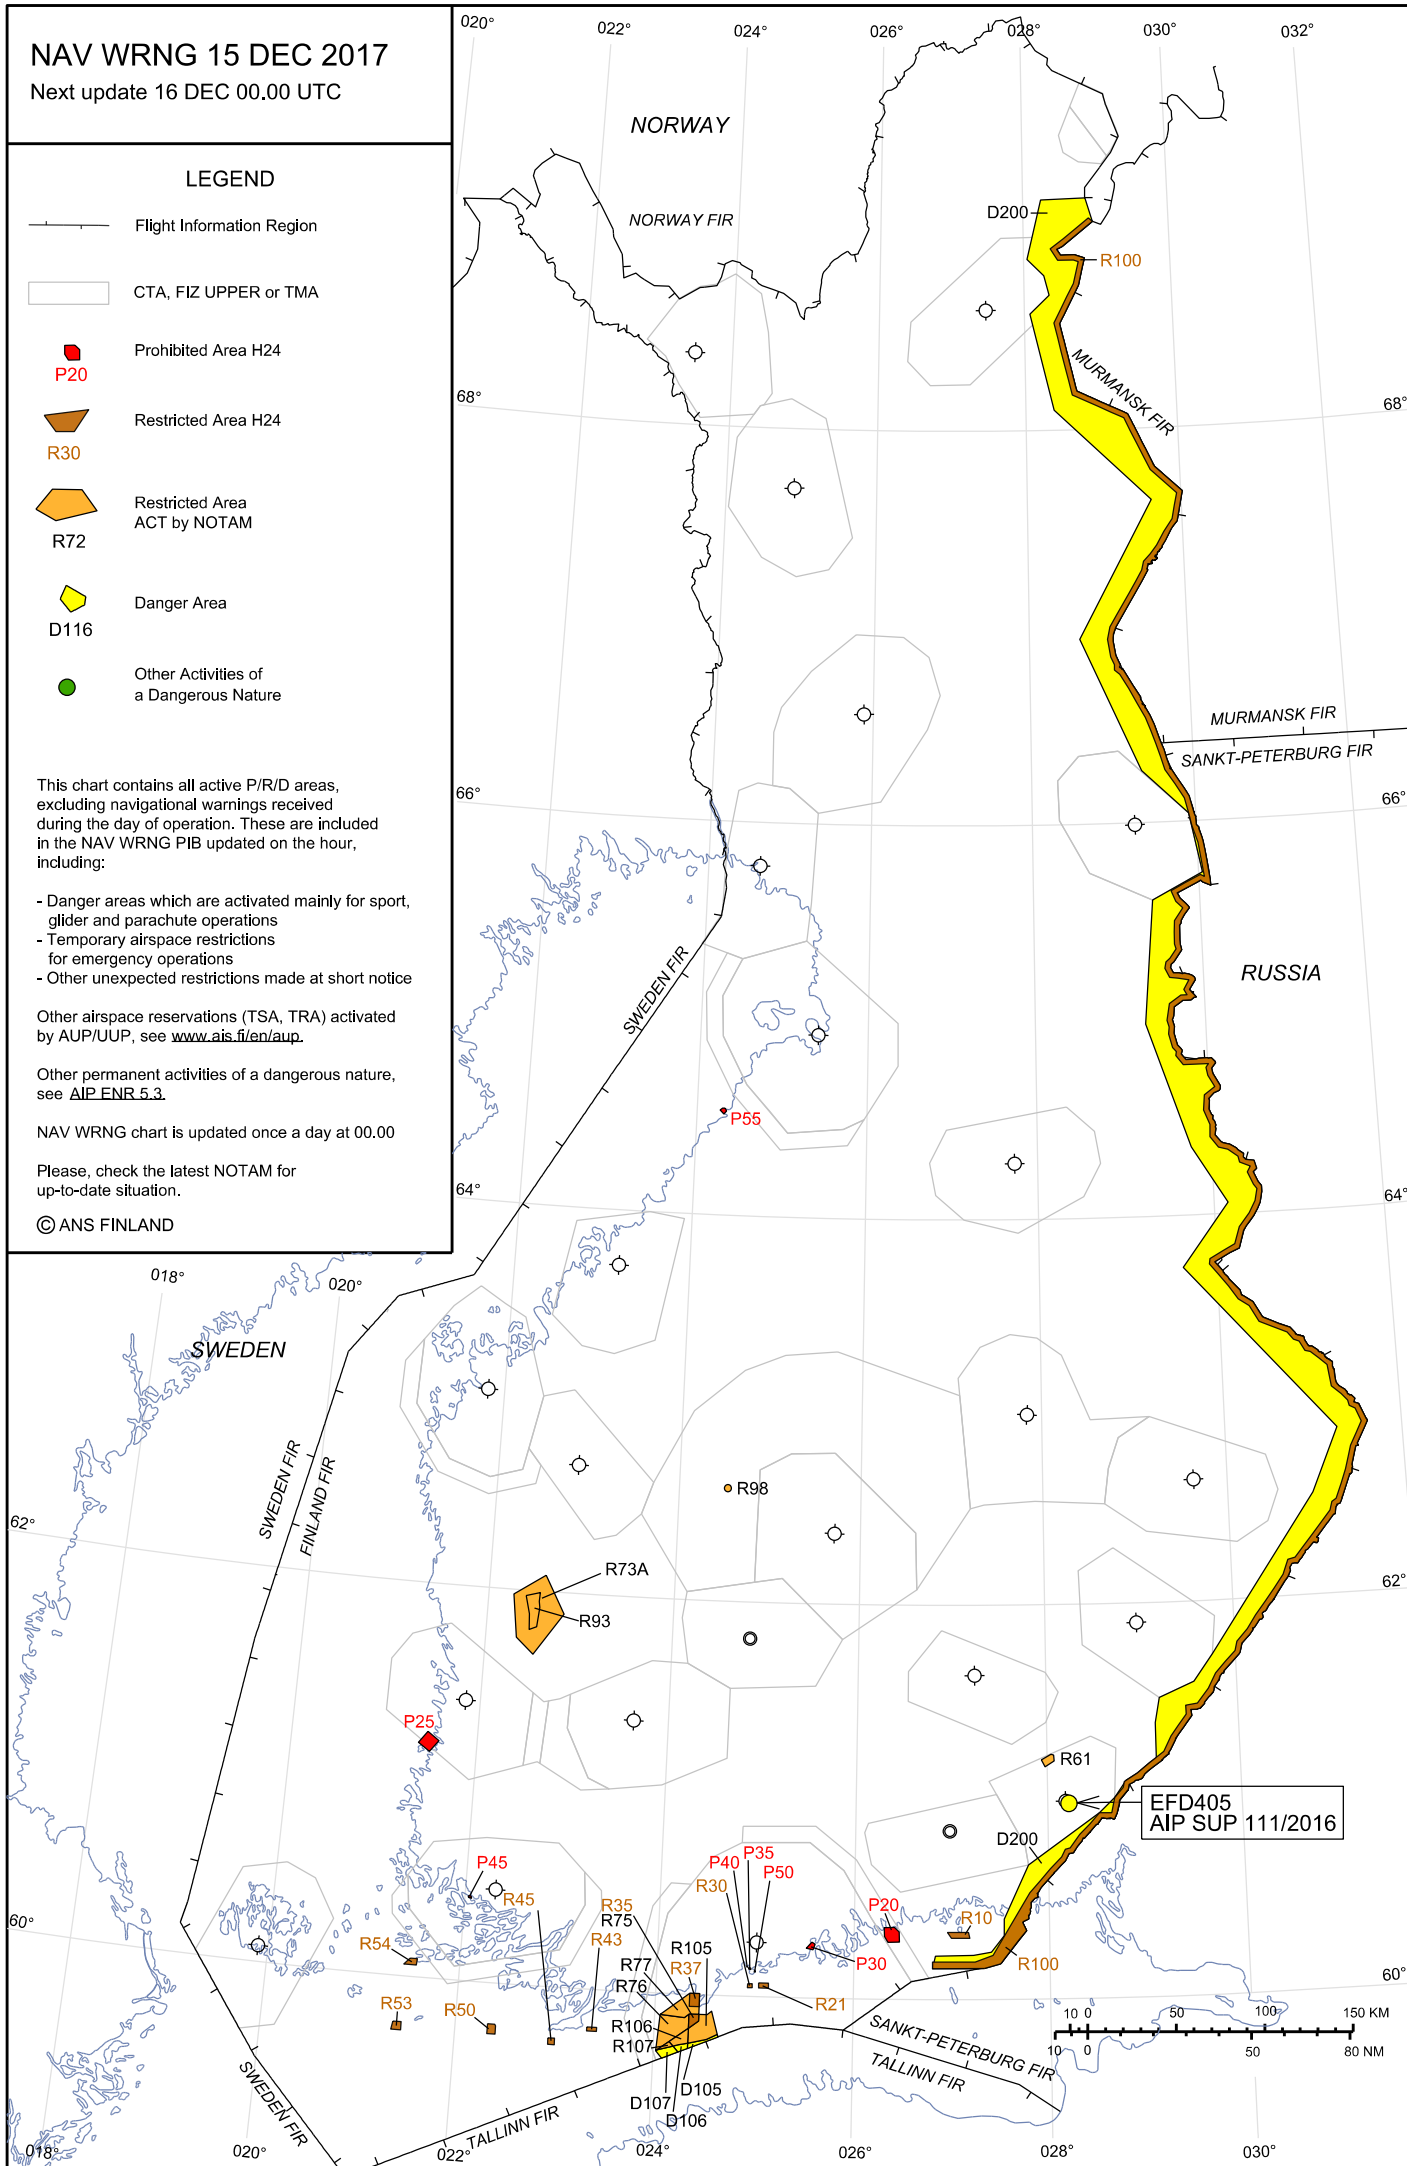 NAV WRNG 15 DEC 2017
Next update 16 DEC 00.00 UTC
LEGEND
Flight Information Region
CTA, FIZ UPPER or TMA
Prohibited Area H24
P20
Restricted Area H24
R30
Restricted Area
ACT by NOTAM
R72
Danger Area
D116
Other Activities of
a Dangerous Nature
This chart contains all active P/R/D areas,
excluding navigational warnings received
during the day of operation. These are included
in the NAV WRNG PIB updated on the hour,
including:
- Danger areas which are activated mainly for sport,
glider and parachute operations
- Temporary airspace restrictions
for emergency operations
- Other unexpected restrictions made at short notice
Other airspace reservations (TSA, TRA) activated
by AUP/UUP, see www.ais.fi/en/aup.
Other permanent activities of a dangerous nature,
see AIP ENR 5.3.
NAV WRNG chart is updated once a day at 00.00
Please, check the latest NOTAM for
up-to-date situation.
© ANS FINLAND
020°
022°
024°
026°
028°
030°
032°
NORWAY
NORWAY FIR
D200
R100
MURMANSK FIR
68°
68°
MURMANSK FIR
SANKT-PETERBURG FIR
66°
66°
RUSSIA
SWEDEN FIR
P55
64°
64°
018°
020°
SWEDEN
SWEDEN FIR
FINLAND FIR
R98
62°
62°
R73A
R93
P25
R61
EFD405
AIP SUP 111/2016
D200
P45
R45
R35
R75
R43
P40
P35
P50
R30
P20
R10
60°
R54
R77
R105
R37
R76
P30
R100
60°
R53
R50
R106
R107
R21
SANKT-PETERBURG FIR
TALLINN FIR
10 0 50 100 150 KM
10 0 50 80 NM
D107
D105
D106
SWEDEN FIR
TALLINN FIR
018°
020°
022°
024°
026°
028°
030°